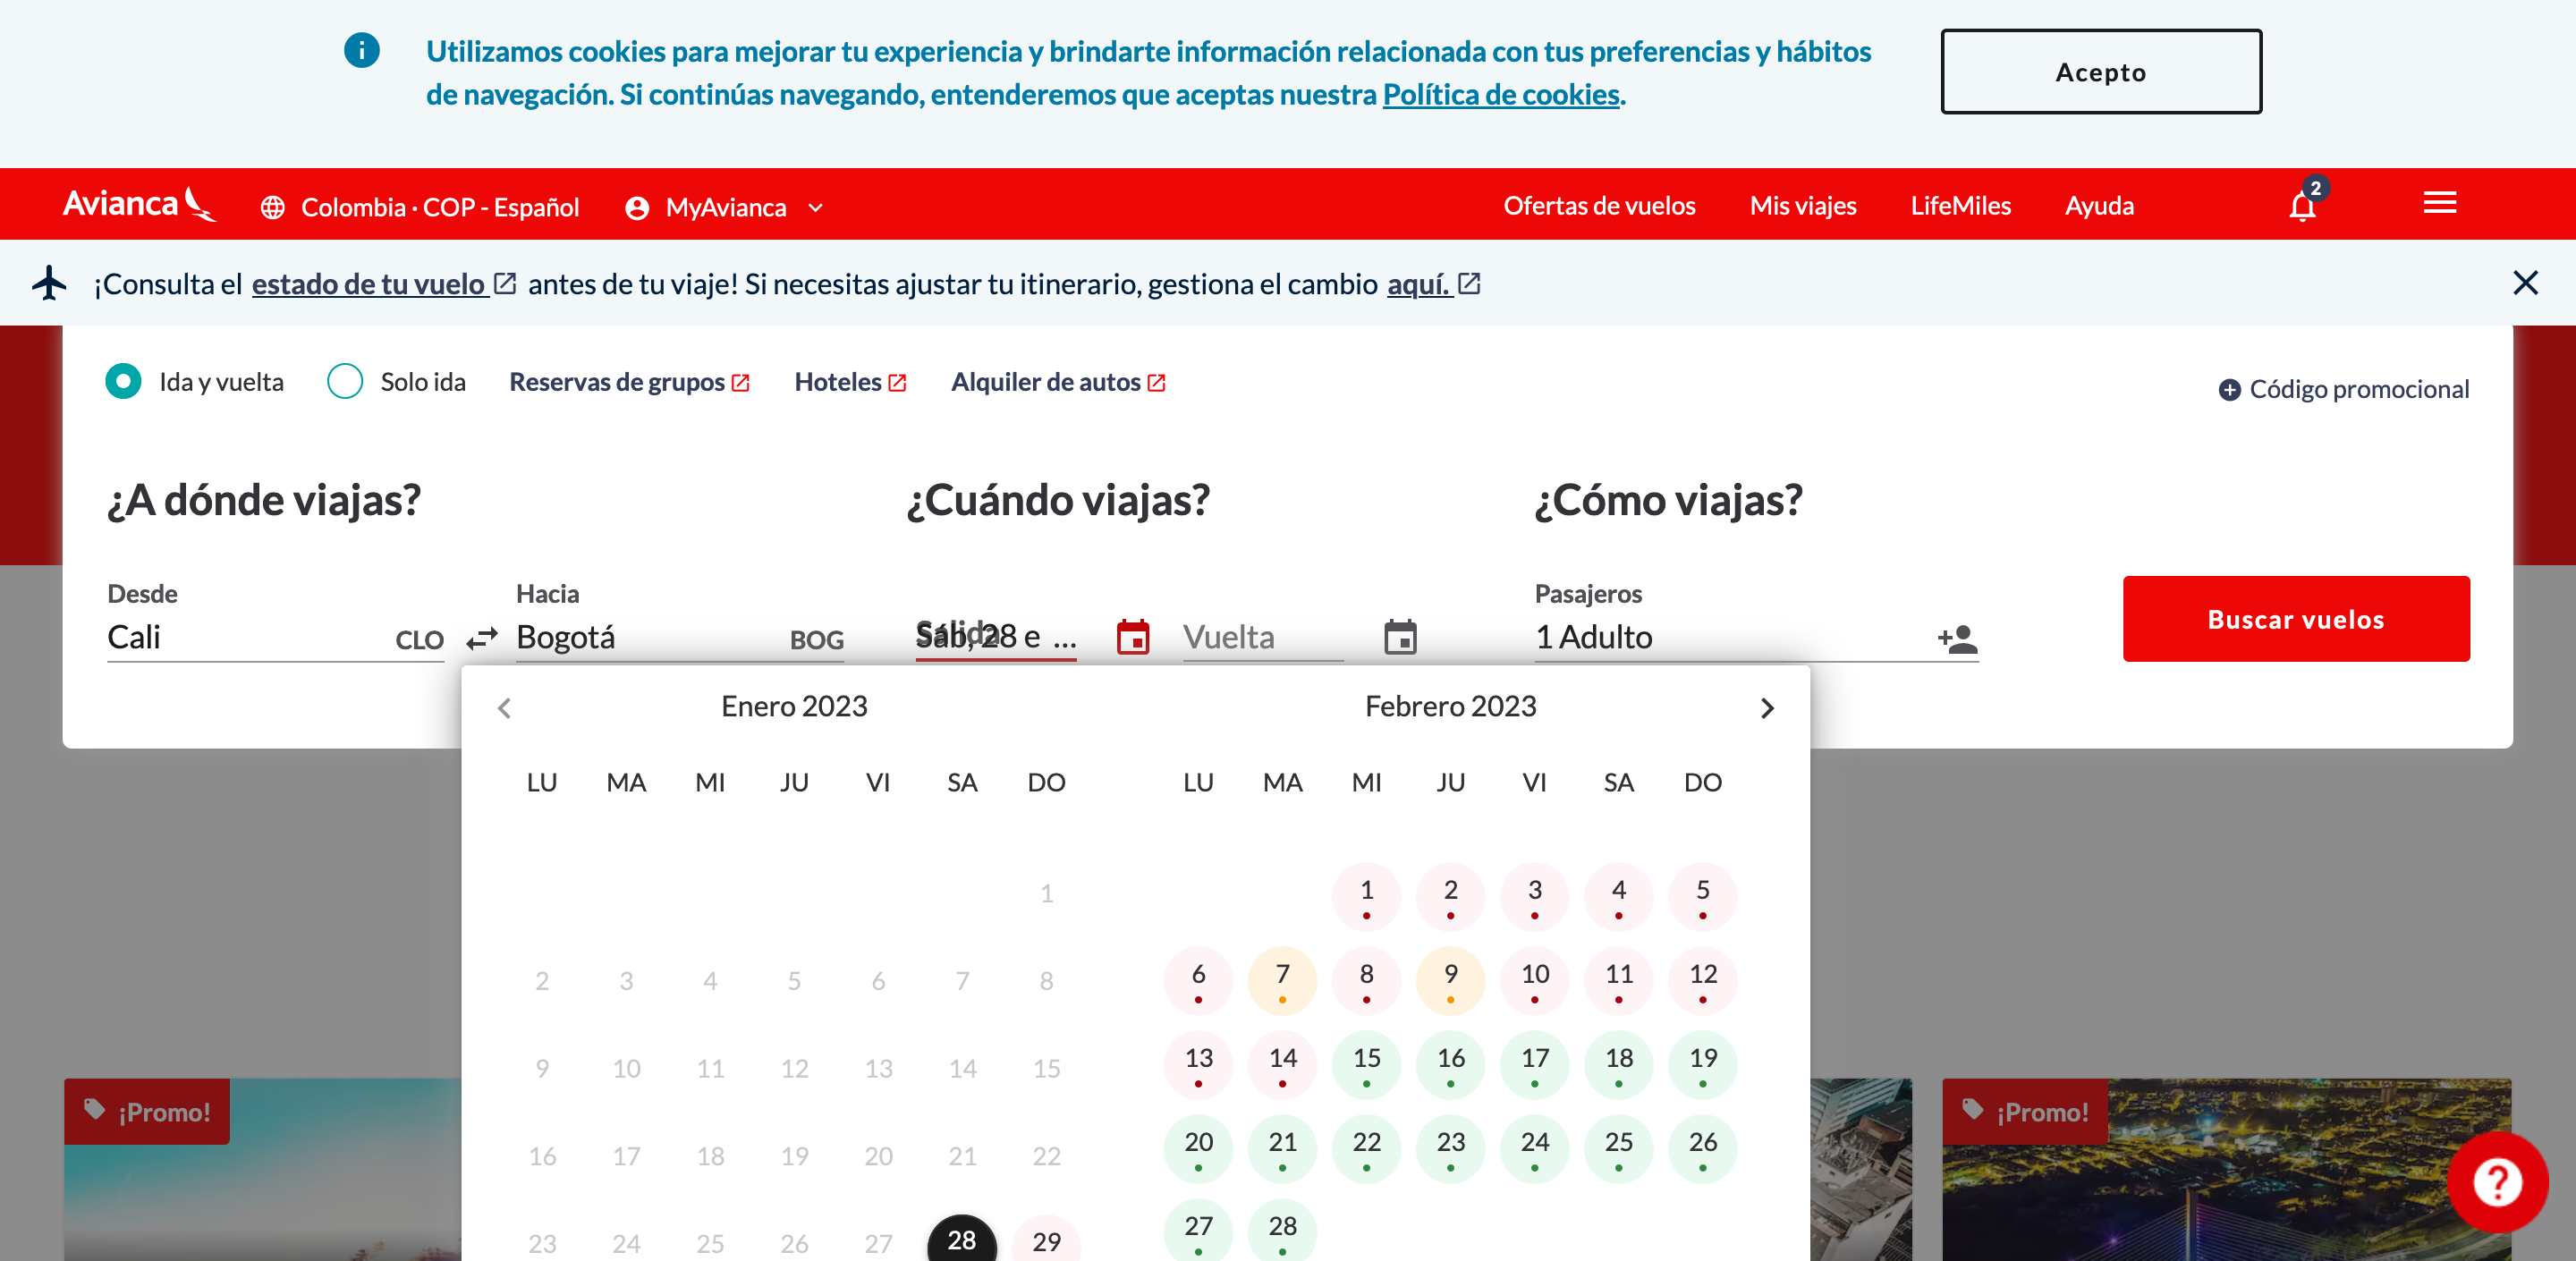 Utilizamos cookies para mejorar tu experiencia y brindarte información relacionada con tus preferencias y hábitos
de navegación. Si continúas navegando, entenderemos que aceptas nuestra Política de cookies.
Acepto
Avianca Colombia · COP - Español MyAvianca Ofertas de vuelos Mis viajes LifeMiles Ayuda 2
¡Consulta el estado de tu vuelo antes de tu viaje! Si necesitas ajustar tu itinerario, gestiona el cambio aquí.
Ida y vuelta Solo ida Reservas de grupos Hoteles Alquiler de autos Código promocional
¿A dónde viajas? ¿Cuándo viajas? ¿Cómo viajas?
Desde Hacia Pasajeros
Cali CLO Bogotá BOG Salida Sáb, 28 e ... Vuelta 1 Adulto Buscar vuelos
Enero 2023 Febrero 2023
LU MA MI JU VI SA DO LU MA MI JU VI SA DO
1 1 2 3 4 5
2 3 4 5 6 7 8 6 7 8 9 10 11 12
9 10 11 12 13 14 15 13 14 15 16 17 18 19
¡Promo! ¡Promo!
16 17 18 19 20 21 22 20 21 22 23 24 25 26
23 24 25 26 27 28 29 27 28
?